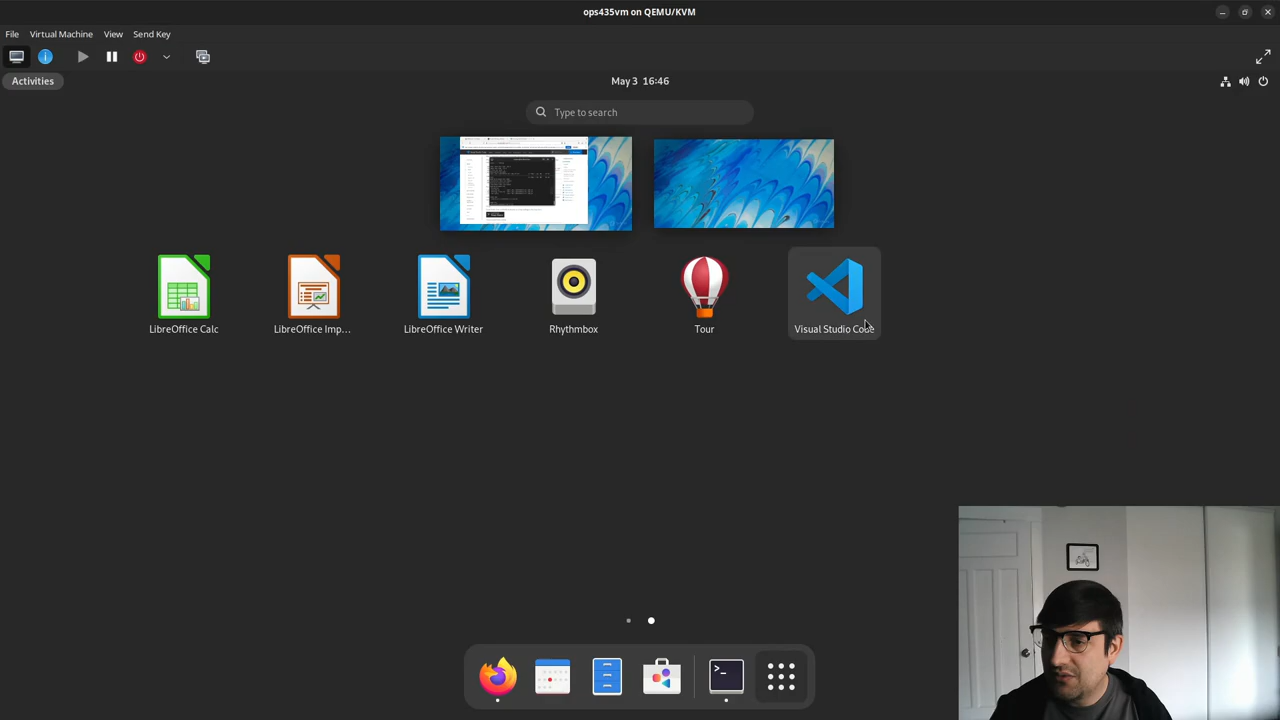 ops435vm on QEMU/KVM
File Virtual Machine View Send Key
Activities
May 3 16:46
Type to search
LibreOffice Calc
LibreOffice Imp...
LibreOffice Writer
Rhythmbox
Tour
Visual Studio Code